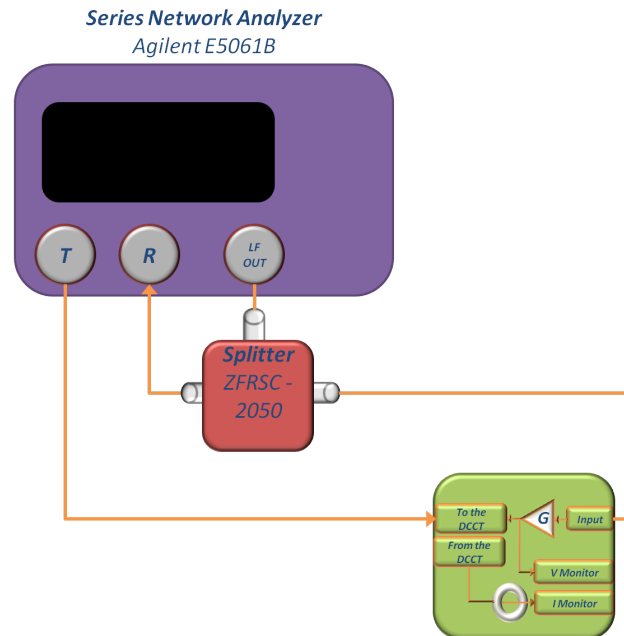 Series Network Analyzer
Agilent E5061B
T
R
LF
OUT
Splitter
ZFRSC -
2050
To the
DCCT
G
Input
From the
DCCT
V Monitor
I Monitor